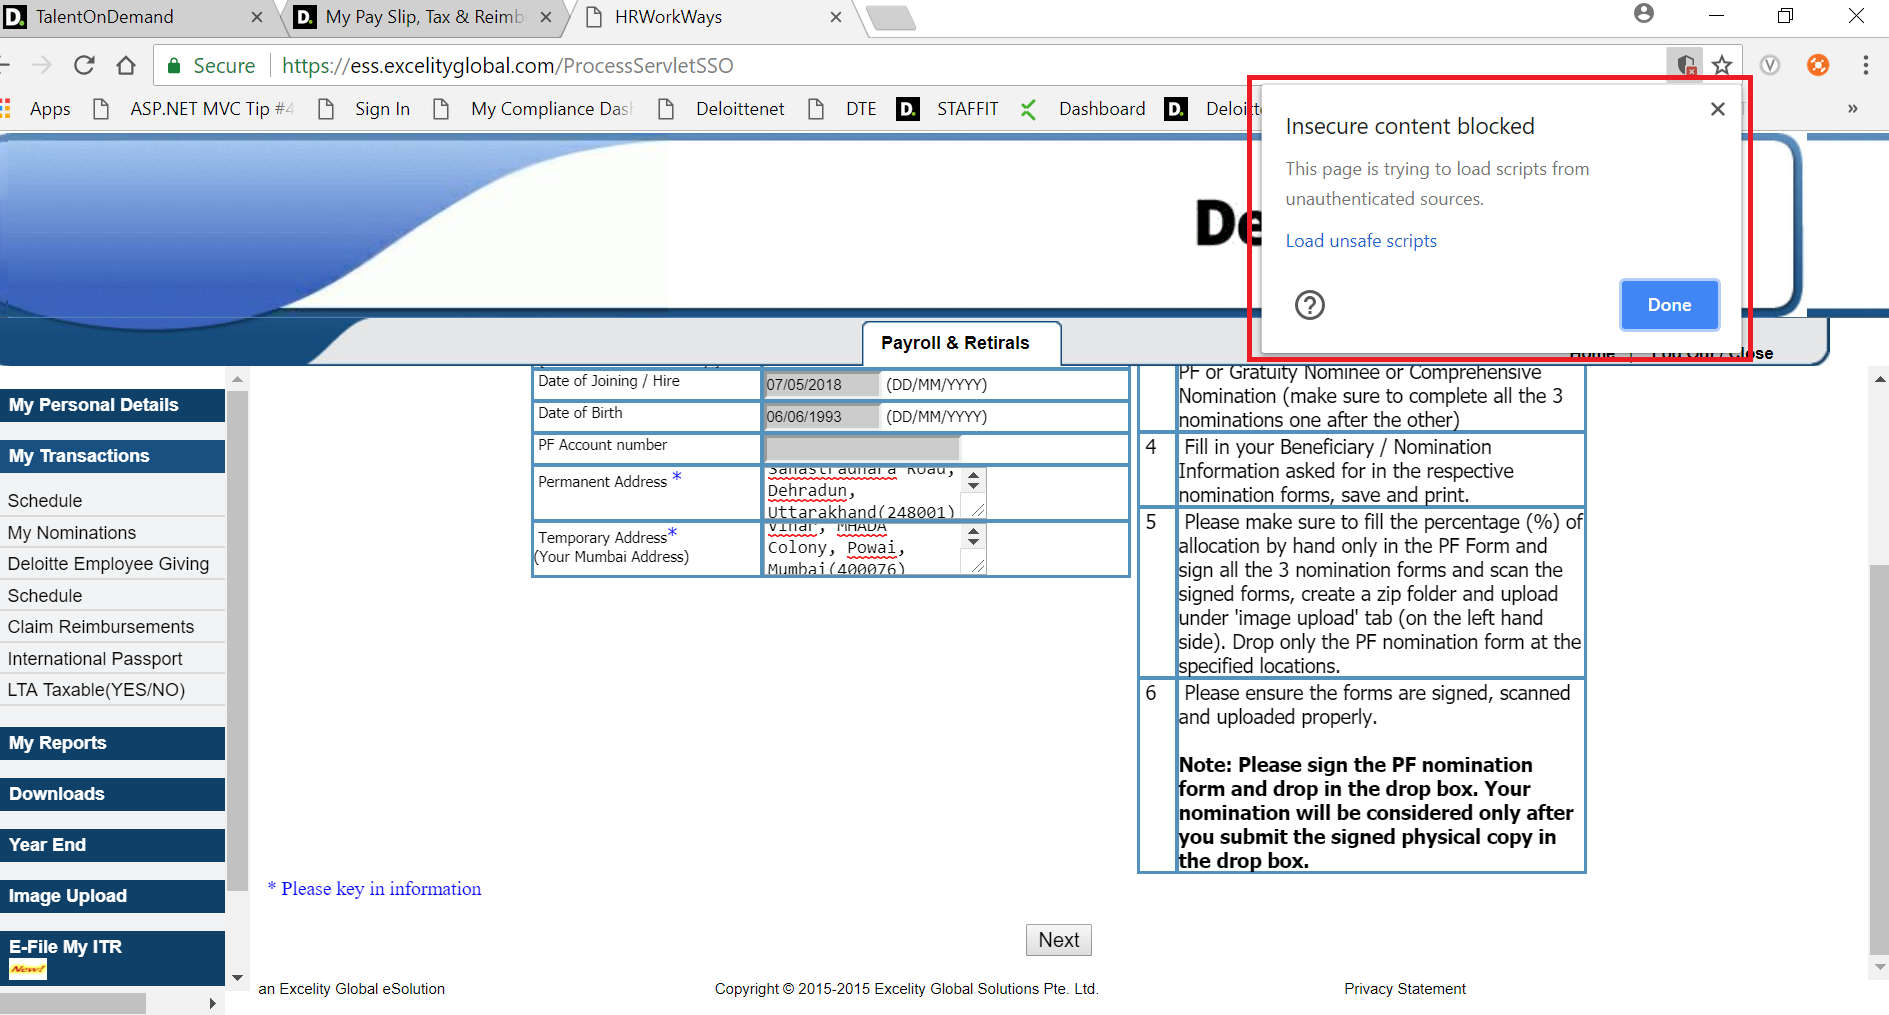 TalentOnDemand
My Pay Slip, Tax & Reimb
HRWorkWays
Secure
https://ess.excelityglobal.com/ProcessServletSSO
Apps
ASP.NET MVC Tip #4
Sign In
My Compliance Dash
Deloittenet
DTE
D.
STAFFIT
Dashboard
D.
Deloitte
Insecure content blocked
This page is trying to load scripts from
unauthenticated sources.
Load unsafe scripts
Done
De
Payroll & Retirals
Home | Log Out / Close
My Personal Details
My Transactions
Schedule
My Nominations
Deloitte Employee Giving
Schedule
Claim Reimbursements
International Passport
LTA Taxable(YES/NO)
My Reports
Downloads
Year End
Image Upload
E-File My ITR
New!
Date of Joining / Hire 07/05/2018 (DD/MM/YYYY)
Date of Birth 06/06/1993 (DD/MM/YYYY)
PF Account number
Permanent Address *
Road,
Dehradun,
Uttarakhand(248001)
Temporary Address*
(Your Mumbai Address)
Vihar, MHADA
Colony, Powai,
Mumbai(400076)
PF or Gratuity Nominee or Comprehensive
Nomination (make sure to complete all the 3
nominations one after the other)
4 Fill in your Beneficiary / Nomination
Information asked for in the respective
nomination forms, save and print.
5 Please make sure to fill the percentage (%) of
allocation by hand only in the PF Form and
sign all the 3 nomination forms and scan the
signed forms, create a zip folder and upload
under 'image upload' tab (on the left hand
side). Drop only the PF nomination form at the
specified locations.
6 Please ensure the forms are signed, scanned
and uploaded properly.
Note: Please sign the PF nomination
form and drop in the drop box. Your
nomination will be considered only after
you submit the signed physical copy in
the drop box.
* Please key in information
Next
an Excelity Global eSolution
Copyright © 2015-2015 Excelity Global Solutions Pte. Ltd.
Privacy Statement